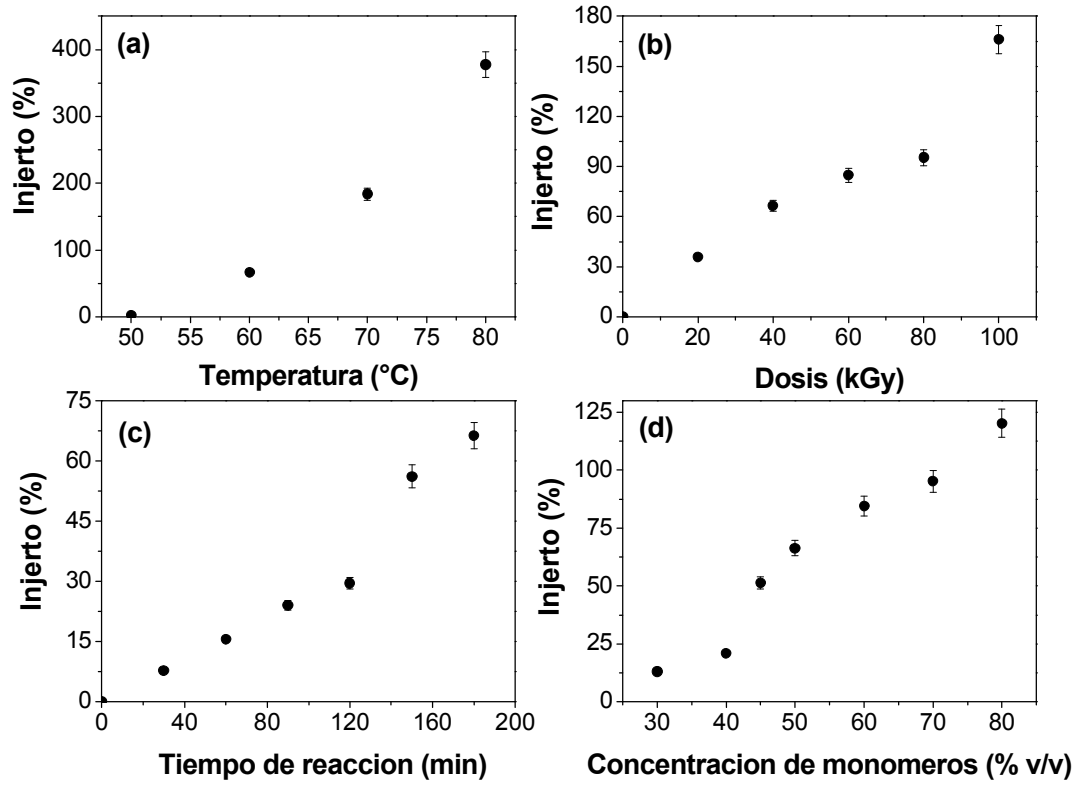 (a)
Injerto (%)
400
300
200
100
0
50 55 60 65 70 75 80
Temperatura (°C)
(b)
Injerto (%)
180
150
120
90
60
30
0
0 20 40 60 80 100
Dosis (kGy)
(c)
Injerto (%)
75
60
45
30
15
0
0 40 80 120 160 200
Tiempo de reaccion (min)
(d)
Injerto (%)
125
100
75
50
25
0
30 40 50 60 70 80
Concentracion de monomeros (% v/v)